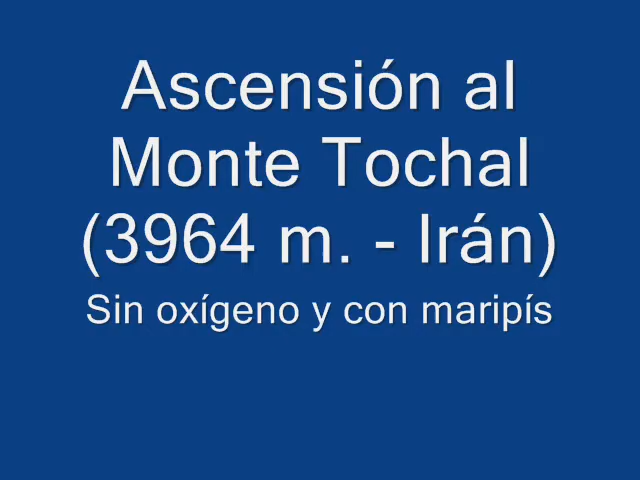 Ascensión al
Monte Tochal
(3964 m. - Irán)
Sin oxígeno y con maripís